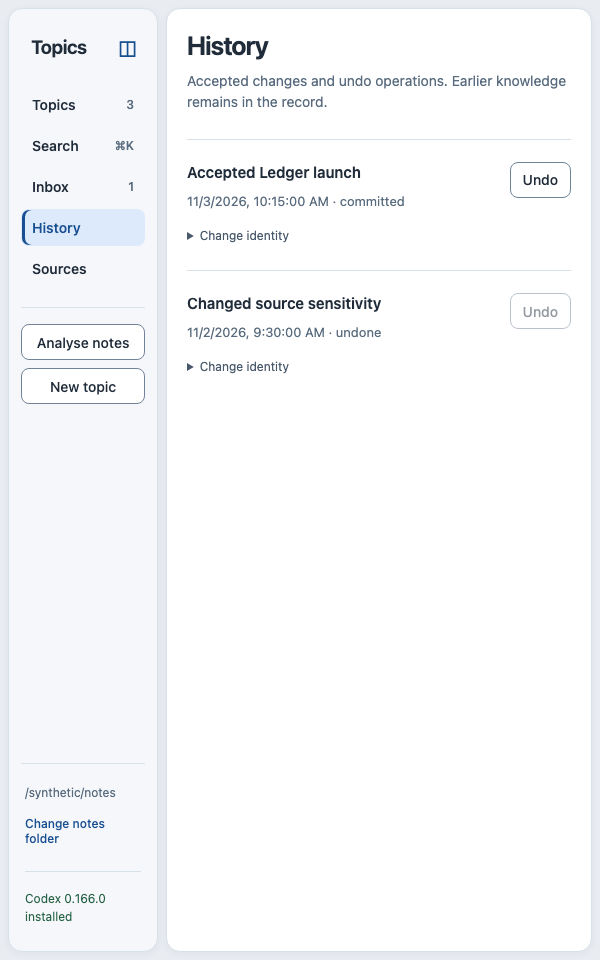 Topics
Topics 3
Search ⌘K
Inbox 1
History
Sources
Analyse notes
New topic
/synthetic/notes
Change notes
folder
Codex 0.166.0
installed
History
Accepted changes and undo operations. Earlier knowledge
remains in the record.
Accepted Ledger launch
Undo
11/3/2026, 10:15:00 AM · committed
Change identity
Changed source sensitivity
Undo
11/2/2026, 9:30:00 AM · undone
Change identity